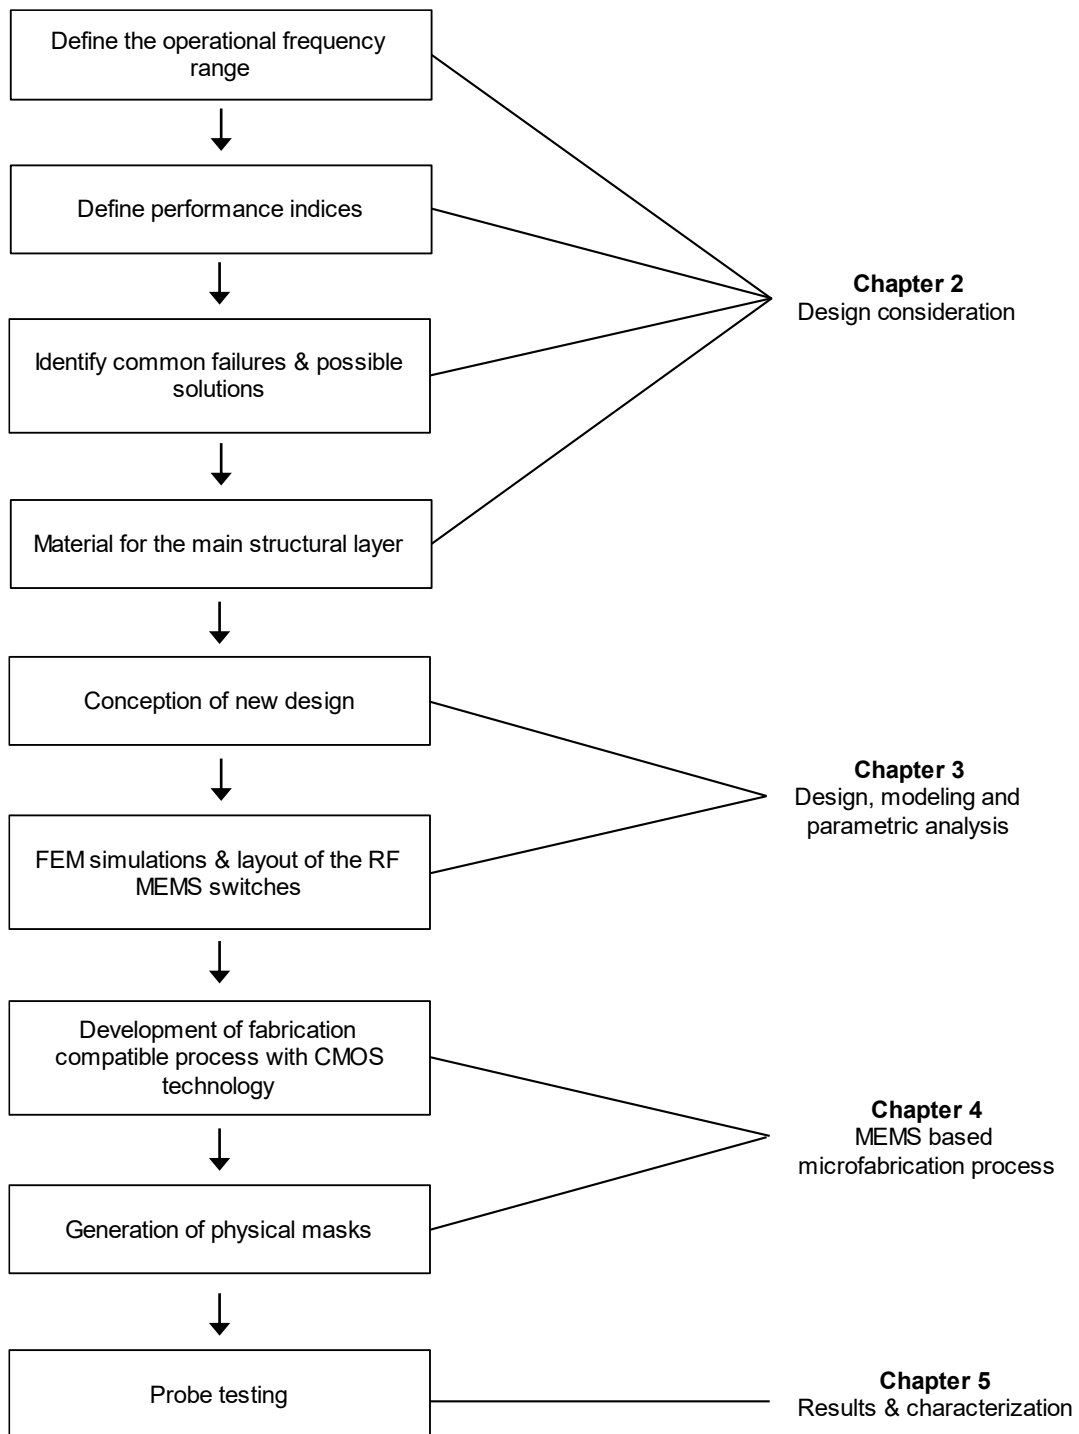 Define the operational frequency
range
Define performance indices
Identify common failures & possible
solutions
Material for the main structural layer
Chapter 2
Design consideration
Conception of new design
FEM simulations & layout of the RF
MEMS switches
Chapter 3
Design, modeling and
parametric analysis
Development of fabrication
compatible process with CMOS
technology
Generation of physical masks
Chapter 4
MEMS based
microfabrication process
Probe testing
Chapter 5
Results & characterization